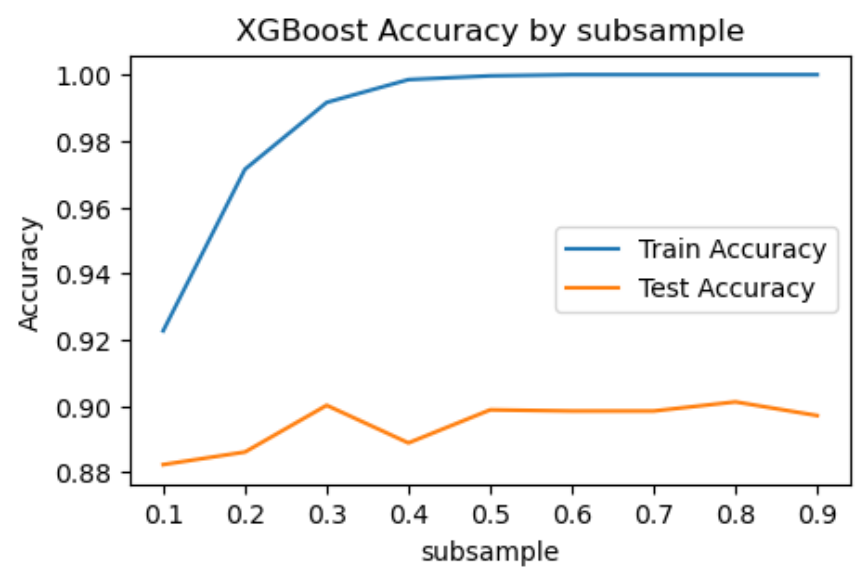 XGBoost Accuracy by subsample
1.00
0.98
0.96
0.94
0.92
0.90
0.88
Accuracy
Train Accuracy
Test Accuracy
0.1 0.2 0.3 0.4 0.5 0.6 0.7 0.8 0.9
subsample